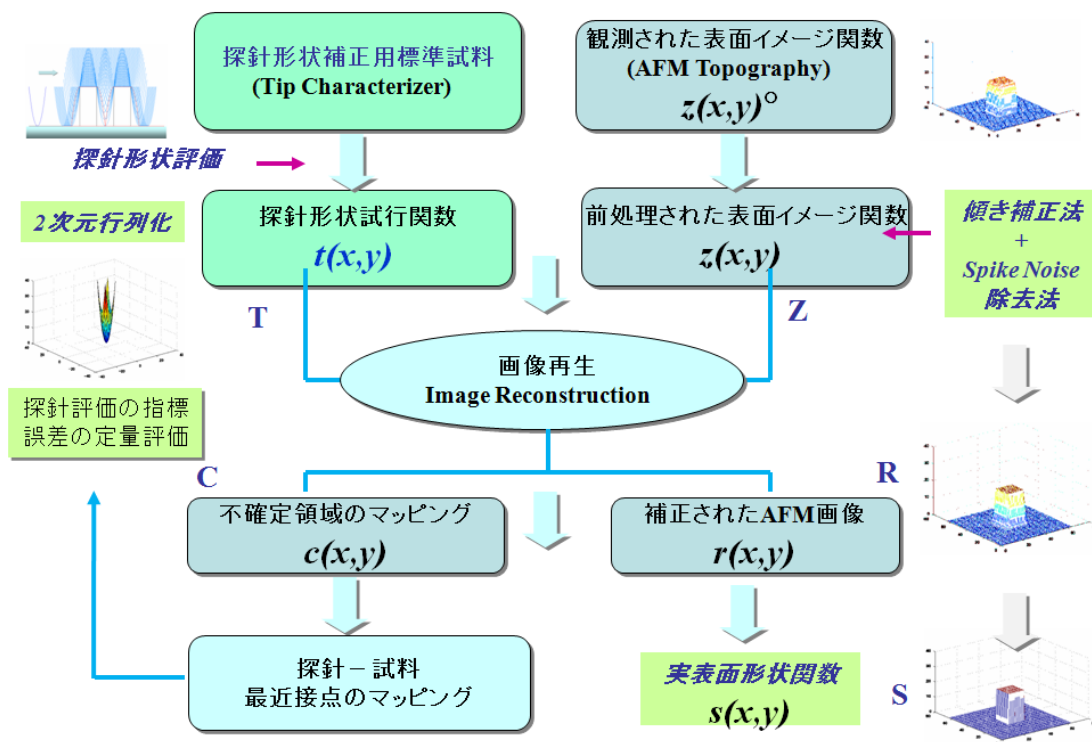 探針形状補正用標準試料
(Tip Characterizer)
観測された表面イメージ関数
(AFM Topography)
z(x,y)°
探針形状評価
2次元行列化
探針形状試行関数
t(x,y)
前処理された表面イメージ関数
z(x,y)
傾き補正法
+
Spike Noise
除去法
T
Z
画像再生
Image Reconstruction
探針評価の指標
誤差の定量評価
C
R
不確定領域のマッピング
c(x,y)
補正されたAFM画像
r(x,y)
探針－試料
最近接点のマッピング
実表面形状関数
s(x,y)
S